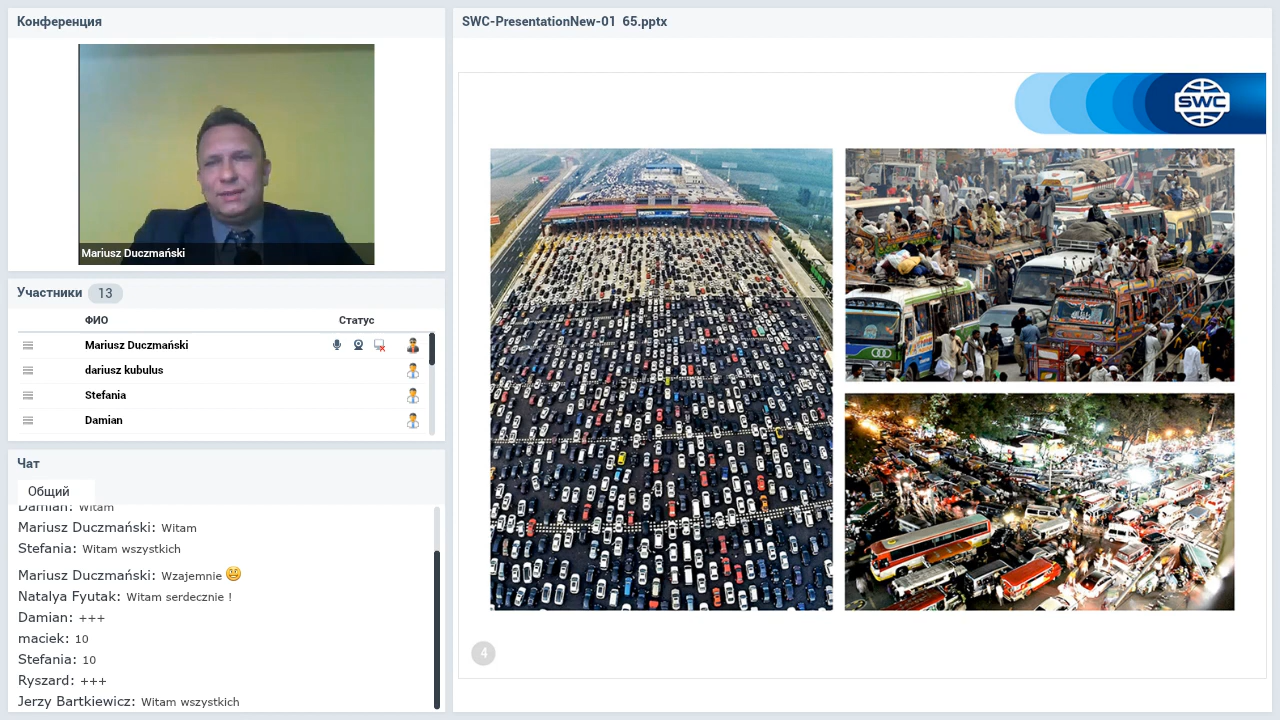 Конференция
Mariusz Duczmański
Участники 13
ФИО Статус
Mariusz Duczmański
dariusz kubulus
Stefania
Damian
Чат
Общий
Damian: Witam
Mariusz Duczmański: Witam
Stefania: Witam wszystkich
Mariusz Duczmański: Wzajemnie
Natalya Fyutak: Witam serdecznie !
Damian: +++
maciek: 10
Stefania: 10
Ryszard: +++
Jerzy Bartkiewicz: Witam wszystkich
SWC-PresentationNew-01 65.pptx
SWC
4